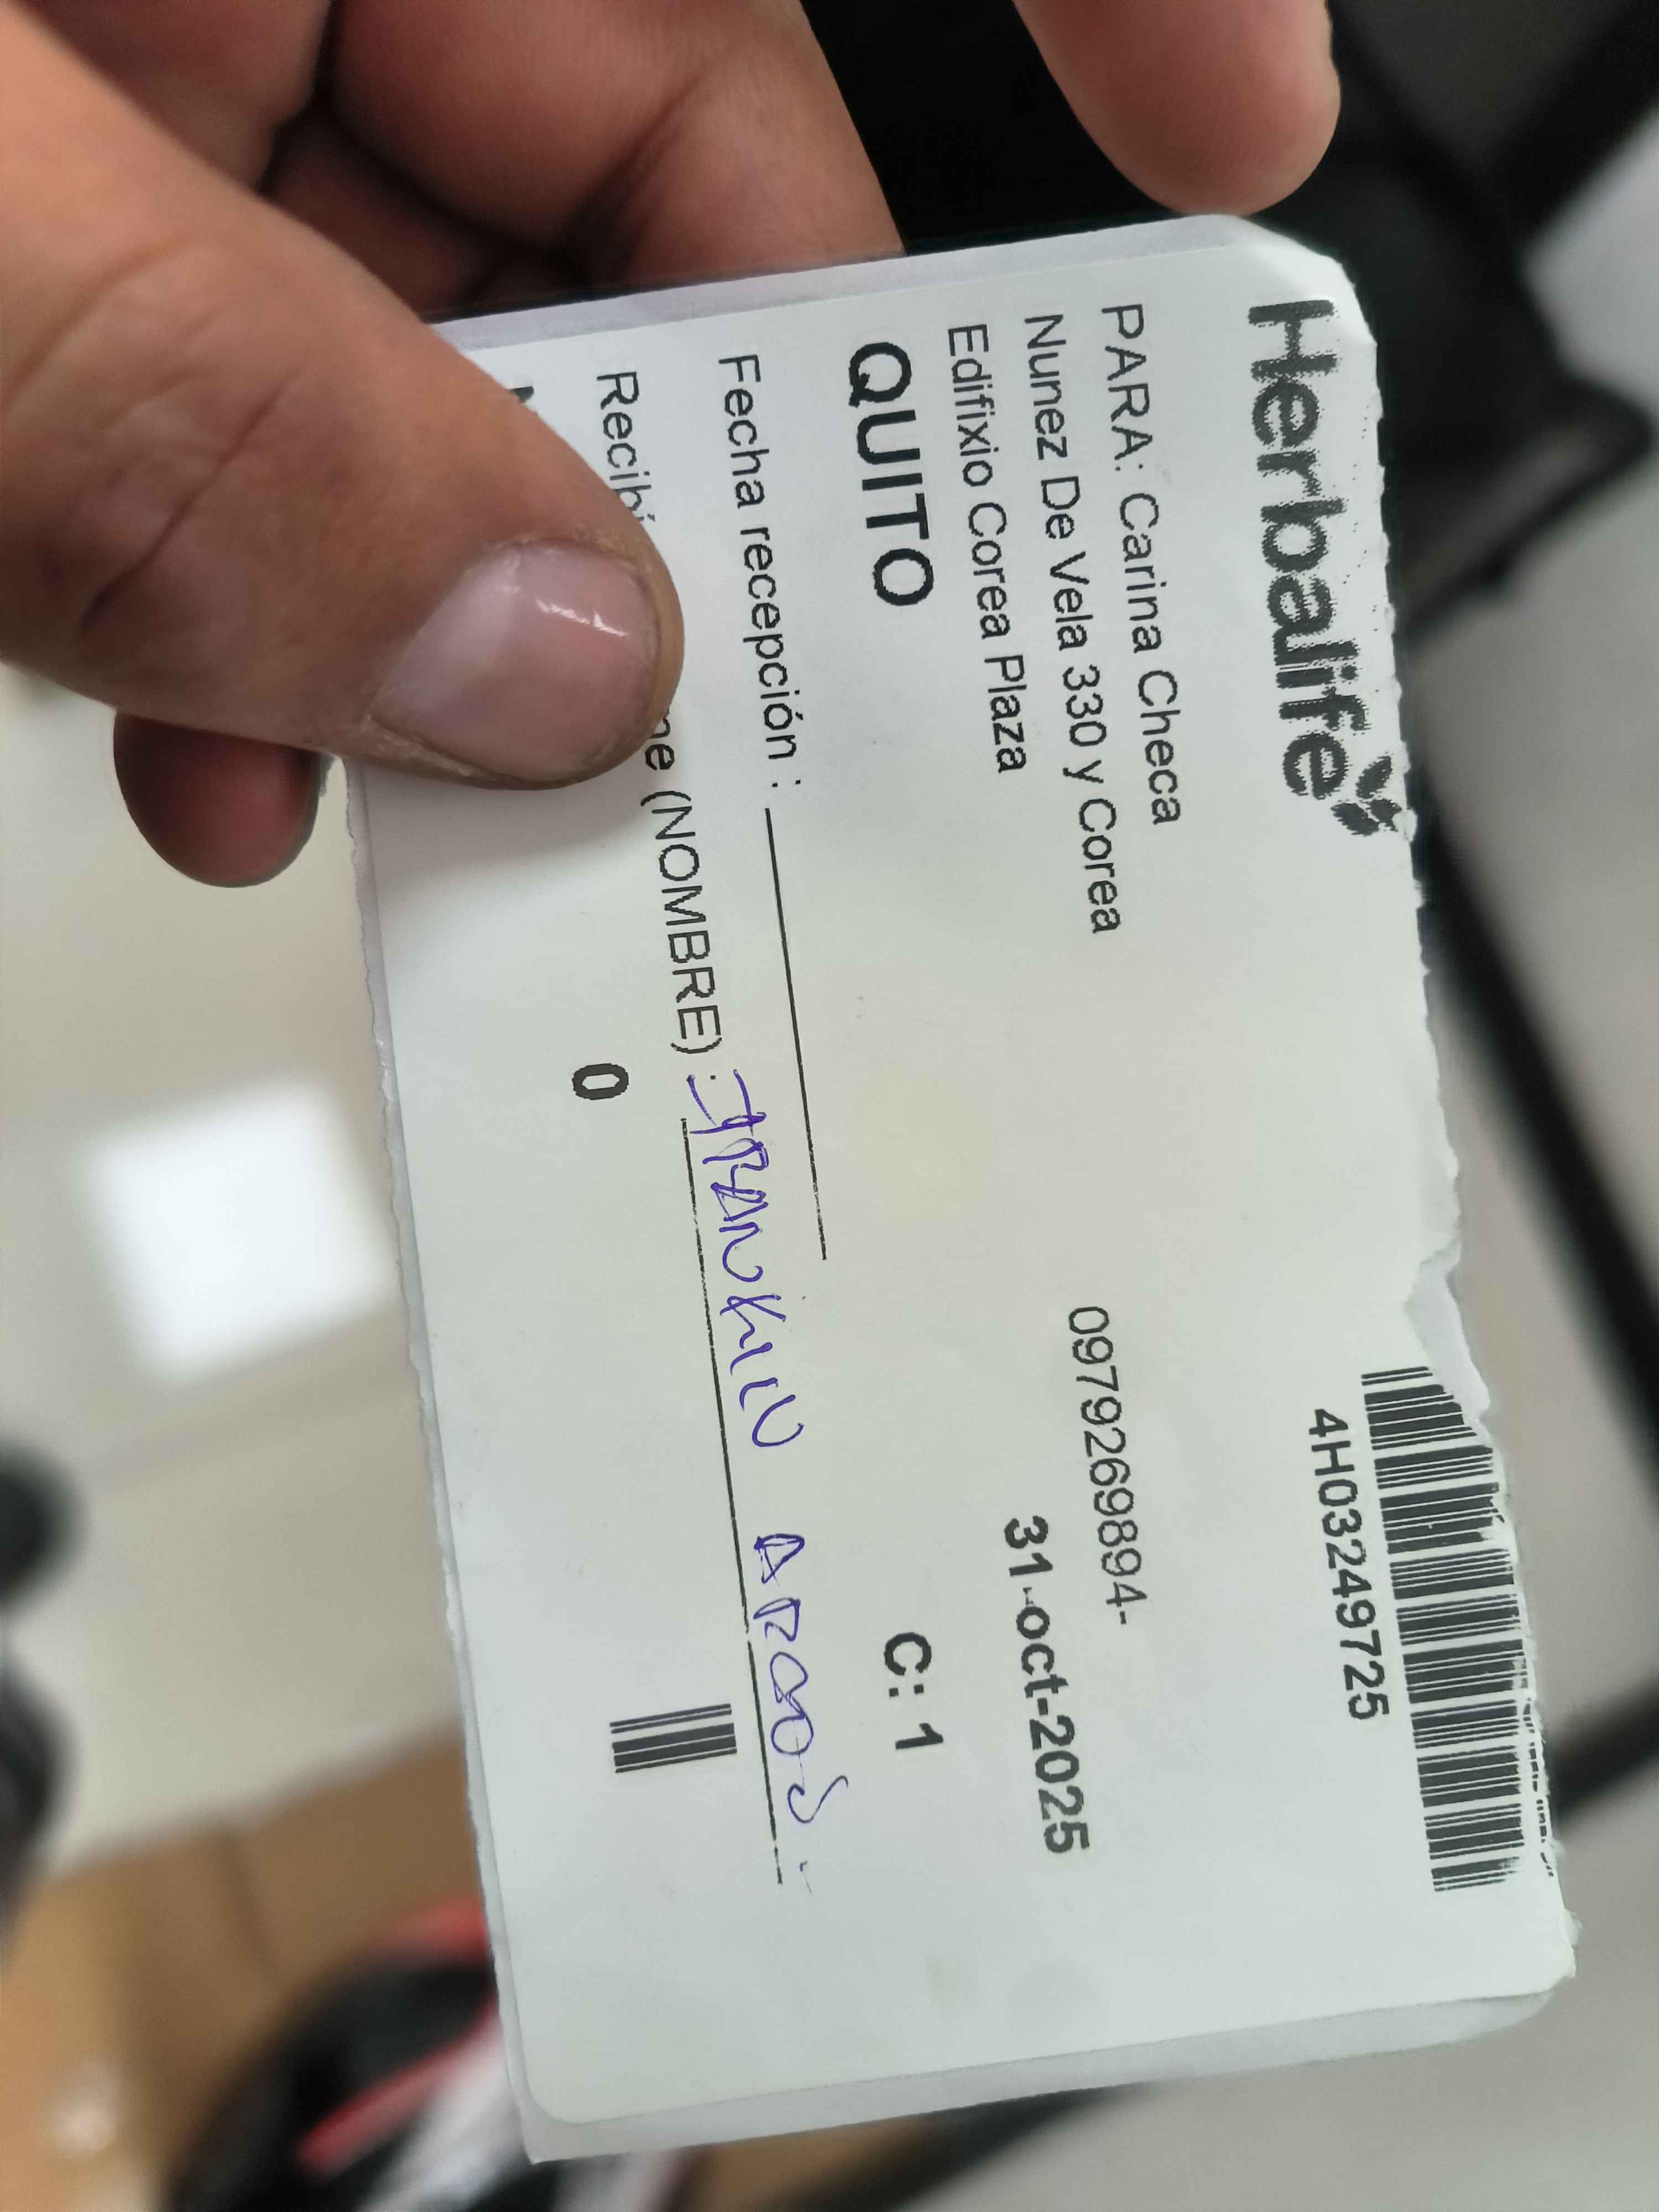 Herbalife
4H03249725
PARA: Carina Checa
Nunez De Vela 330 y Corea
0979269894-
Edifixio Corea Plaza
31-oct-2025
QUITO
C: 1
Fecha recepción :
(NOMBRE) : FRANKLIN
0